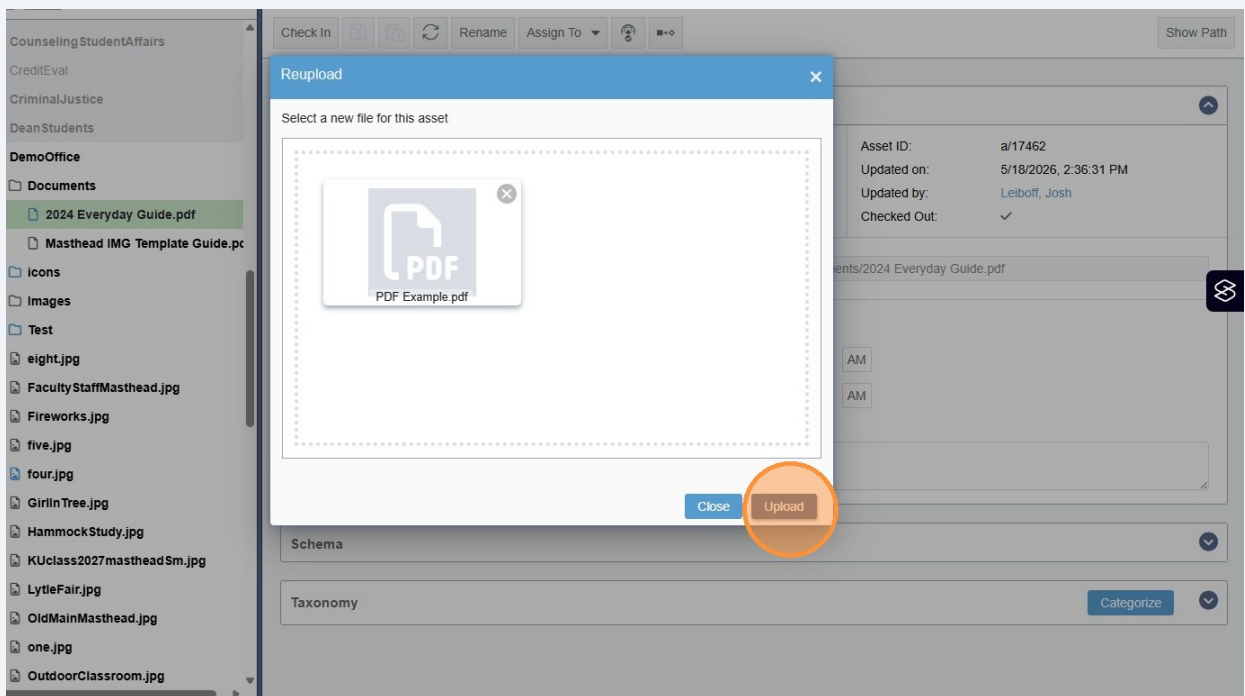 CounselingStudentAffairs
CreditEval
CriminalJustice
DeanStudents
DemoOffice
Documents
2024 Everyday Guide.pdf
Masthead IMG Template Guide.pd
icons
Images
Test
eight.jpg
FacultyStaffMasthead.jpg
Fireworks.jpg
five.jpg
four.jpg
GirlInTree.jpg
HammockStudy.jpg
KUclass2027mastheadSm.jpg
LytleFair.jpg
OldMainMasthead.jpg
one.jpg
OutdoorClassroom.jpg
Check In Rename Assign To Show Path
Reupload
Select a new file for this asset
PDF
PDF Example.pdf
Close Upload
Asset ID: a/17462
Updated on: 5/18/2026, 2:36:31 PM
Updated by: Leiboff, Josh
Checked Out:
ents/2024 Everyday Guide.pdf
AM
AM
Schema
Taxonomy Categorize